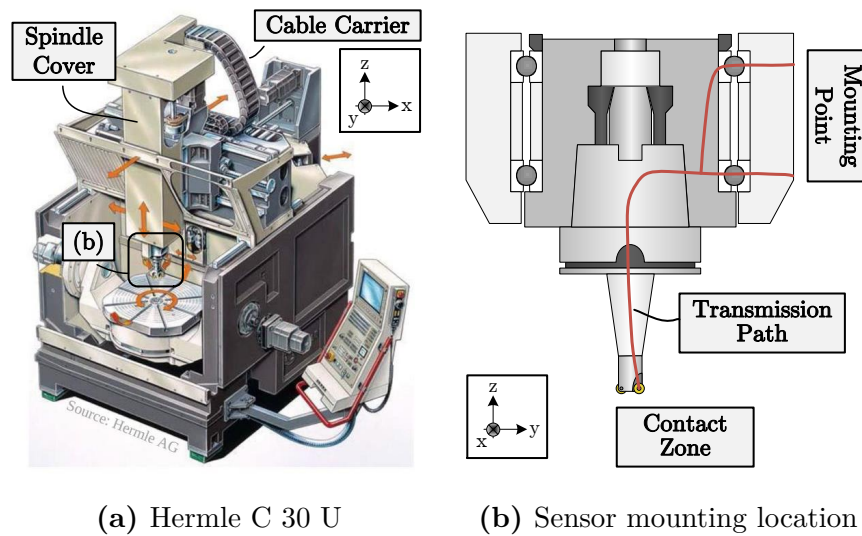 Spindle
Cover
Cable Carrier
z
x
y
(b)
Source: Hermle AG
Mounting
Point
Transmission
Path
z
y
x
Contact
Zone
(a) Hermle C 30 U
(b) Sensor mounting location